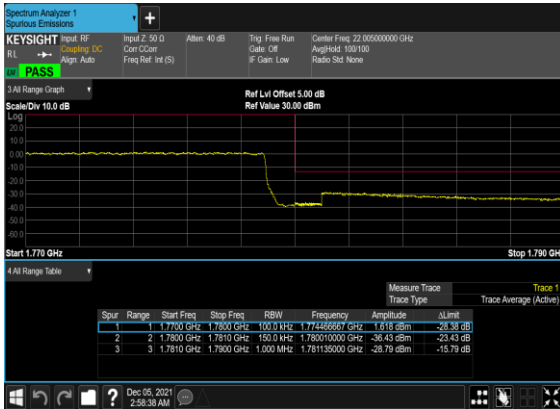 Spectrum Analyzer 1
Spurious Emissions
+
KEYSIGHT Input: RF Input Z: 50 Ω Atten: 40 dB Trig: Free Run Center Freq: 22.005000000 GHz
RL Coupling: DC Corr CCorr Gate: Off Avg|Hold: 100/100
Align: Auto Freq Ref: Int (S) IF Gain: Low Radio Std: None
PASS
3 All Range Graph
Ref Lvl Offset 5.00 dB
Scale/Div 10.0 dB Ref Value 30.00 dBm
Log
20.0
10.0
0.00
-10.0
-20.0
-30.0
-40.0
-50.0
-60.0
Start 1.770 GHz Stop 1.790 GH
4 All Range Table
Measure Trace Trace 1
Trace Type Trace Average (Active)
Spur Range Start Freq Stop Freq RBW Frequency Amplitude ΔLimit
1 1 1.7700 GHz 1.7800 GHz 100.0 kHz 1.774466667 GHz 1.618 dBm -28.38 dB
2 2 1.7800 GHz 1.7810 GHz 150.0 kHz 1.780010000 GHz -36.43 dBm -23.43 dB
3 3 1.7810 GHz 1.7900 GHz 1.000 MHz 1.781135000 GHz -28.79 dBm -15.79 dB
? Dec 05, 2021
2:58:38 AM